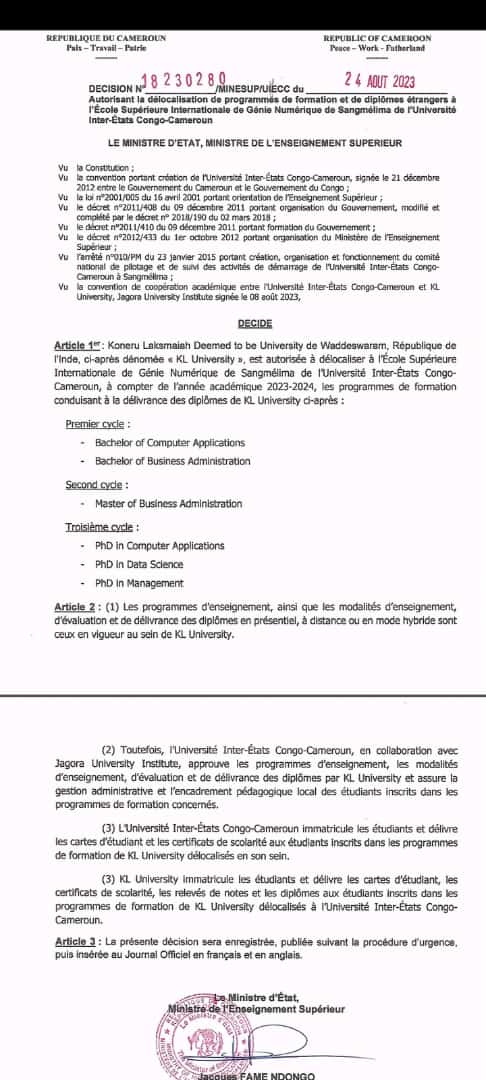 REPUBLIQUE DU CAMEROUN
Paix – Travail – Patrie
REPUBLIC OF CAMEROON
Peace – Work – Fatherland
DECISION N° 18230280 /MINESUP/UIECC du 24 AOUT 2023
Autorisant la délocalisation de programmes de formation et de diplômes étrangers à
l'École Supérieure Internationale de Génie Numérique de Sangmélima de l'Université
Inter-États Congo-Cameroun
LE MINISTRE D'ETAT, MINISTRE DE L'ENSEIGNEMENT SUPERIEUR
Vu la Constitution ;
Vu la convention portant création de l'Université Inter-États Congo-Cameroun, signée le 21 décembre
2012 entre le Gouvernement du Cameroun et le Gouvernement du Congo ;
Vu la loi n°2001/005 du 16 avril 2001 portant orientation de l'Enseignement Supérieur ;
Vu le décret n°2011/408 du 09 décembre 2011 portant organisation du Gouvernement, modifié et
complété par le décret n° 2018/190 du 02 mars 2018 ;
Vu le décret n°2011/410 du 09 décembre 2011 portant formation du Gouvernement ;
Vu le décret n°2012/433 du 1er octobre 2012 portant organisation du Ministère de l'Enseignement
Supérieur ;
Vu l'arrêté n°010/PM du 23 janvier 2015 portant création, organisation et fonctionnement du comité
national de pilotage et de suivi des activités de démarrage de l'Université Inter-États Congo-
Cameroun à Sangmélima ;
Vu la convention de coopération académique entre l'Université Inter-États Congo-Cameroun et KL
University, Jagora University Institute signée le 08 août 2023,
DECIDE
Article 1er : Koneru Laksmaiah Deemed to be University de Waddeswaram, République de
l'Inde, ci-après dénomée « KL University », est autorisée à délocaliser à l'École Supérieure
Internationale de Génie Numérique de Sangmélima de l'Université Inter-États Congo-
Cameroun, à compter de l'année académique 2023-2024, les programmes de formation
conduisant à la délivrance des diplômes de KL University ci-après :
Premier cycle :
- Bachelor of Computer Applications
- Bachelor of Business Administration
Second cycle :
- Master of Business Administration
Troisième cycle :
- PhD in Computer Applications
- PhD in Data Science
- PhD in Management
Article 2 : (1) Les programmes d'enseignement, ainsi que les modalités d'enseignement,
d'évaluation et de délivrance des diplômes en présentiel, à distance ou en mode hybride sont
ceux en vigueur au sein de KL University.
(2) Toutefois, l'Université Inter-États Congo-Cameroun, en collaboration avec
Jagora University Institute, approuve les programmes d'enseignement, les modalités
d'enseignement, d'évaluation et de délivrance des diplômes par KL University et assure la
gestion administrative et l'encadrement pédagogique local des étudiants inscrits dans les
programmes de formation concernés.
(3) L'Université Inter-États Congo-Cameroun immatricule les étudiants et délivre
les cartes d'étudiant et les certificats de scolarité aux étudiants inscrits dans les programmes
de formation de KL University délocalisés en son sein.
(3) KL University immatricule les étudiants et délivre les cartes d'étudiant, les
certificats de scolarité, les relevés de notes et les diplômes aux étudiants inscrits dans les
programmes de formation de KL University délocalisés à l'Université Inter-États Congo-
Cameroun.
Article 3 : La présente décision sera enregistrée, publiée suivant la procédure d'urgence,
puis insérée au Journal Officiel en français et en anglais.
Le Ministre d'État,
Ministre de l'Enseignement Supérieur
Jacques FAME NDONGO